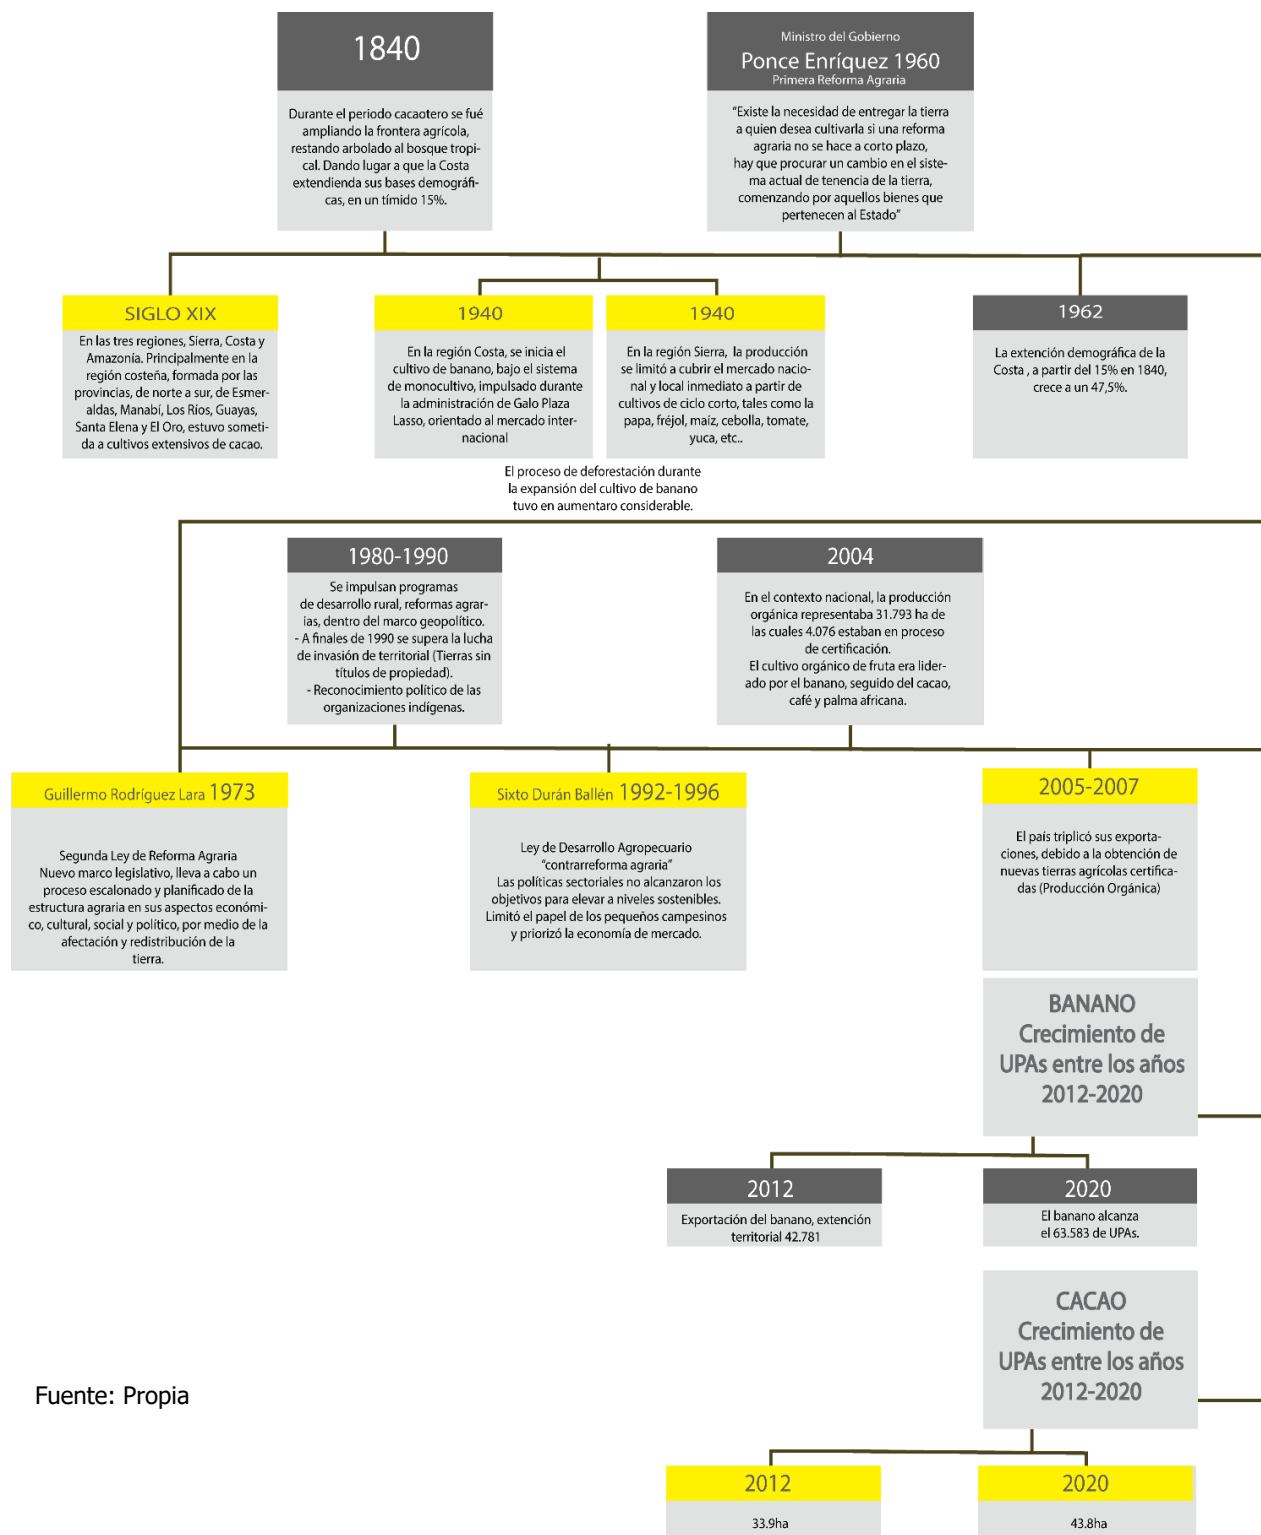 1840
Durante el periodo cacaotero se fué
ampliando la frontera agrícola,
restando arbolado al bosque tropi-
cal. Dando lugar a que la Costa
extendienda sus bases demográfi-
cas, en un tímido 15%.
Ministro del Gobierno
Ponce Enríquez 1960
Primera Reforma Agraria
“Existe la necesidad de entregar la tierra
a quien desea cultivarla si una reforma
agraria no se hace a corto plazo,
hay que procurar un cambio en el siste-
ma actual de tenencia de la tierra,
comenzando por aquellos bienes que
pertenecen al Estado”
SIGLO XIX
En las tres regiones, Sierra, Costa y
Amazonía. Principalmente en la
región costeña, formada por las
provincias, de norte a sur, de Esmer-
aldas, Manabí, Los Ríos, Guayas,
Santa Elena y El Oro, estuvo someti-
da a cultivos extensivos de cacao.
1940
En la región Costa, se inicia el
cultivo de banano, bajo el sistema
de monocultivo, impulsado durante
la administración de Galo Plaza
Lasso, orientado al mercado inter-
nacional
1940
En la región Sierra,  la producción
se limitó a cubrir el mercado nacio-
nal y local inmediato a partir de
cultivos de ciclo corto, tales como la
papa, fréjol, maíz, cebolla, tomate,
yuca, etc..
1962
La extención demográfica de la
Costa , a partir del 15% en 1840,
crece a un 47,5%.
El proceso de deforestación durante
la expansión del cultivo de banano
tuvo en aumentaro considerable.
1980-1990
Se impulsan programas
de desarrollo rural, reformas agrar-
ias, dentro del marco geopolítico.
- A finales de 1990 se supera la lucha
de invasión de territorial (Tierras sin
títulos de propiedad).
- Reconocimiento político de las
organizaciones indígenas.
2004
En el contexto nacional, la producción
orgánica representaba 31.793 ha de
las cuales 4.076 estaban en proceso
de certificación.
El cultivo orgánico de fruta era lider-
ado por el banano, seguido del cacao,
café y palma africana.
Guillermo Rodríguez Lara 1973
Segunda Ley de Reforma Agraria
Nuevo marco legislativo, lleva a cabo un
proceso escalonado y planificado de la
estructura agraria en sus aspectos económi-
co, cultural, social y político, por medio de la
afectación y redistribución de la
tierra.
Sixto Durán Ballén 1992-1996
Ley de Desarrollo Agropecuario
“contrarreforma agraria”
Las políticas sectoriales no alcanzaron los
objetivos para elevar a niveles sostenibles.
Limitó el papel de los pequeños campesinos
y priorizó la economía de mercado.
2005-2007
El país triplicó sus exporta-
ciones, debido a la obtención de
nuevas tierras agrícolas certifica-
das (Producción Orgánica)
BANANO
Crecimiento de
UPAs entre los años
2012-2020
2012
Exportación del banano, extención
territorial 42.781
2020
El banano alcanza
el 63.583 de UPAs.
CACAO
Crecimiento de
UPAs entre los años
2012-2020
Fuente: Propia
2012
33.9ha
2020
43.8ha